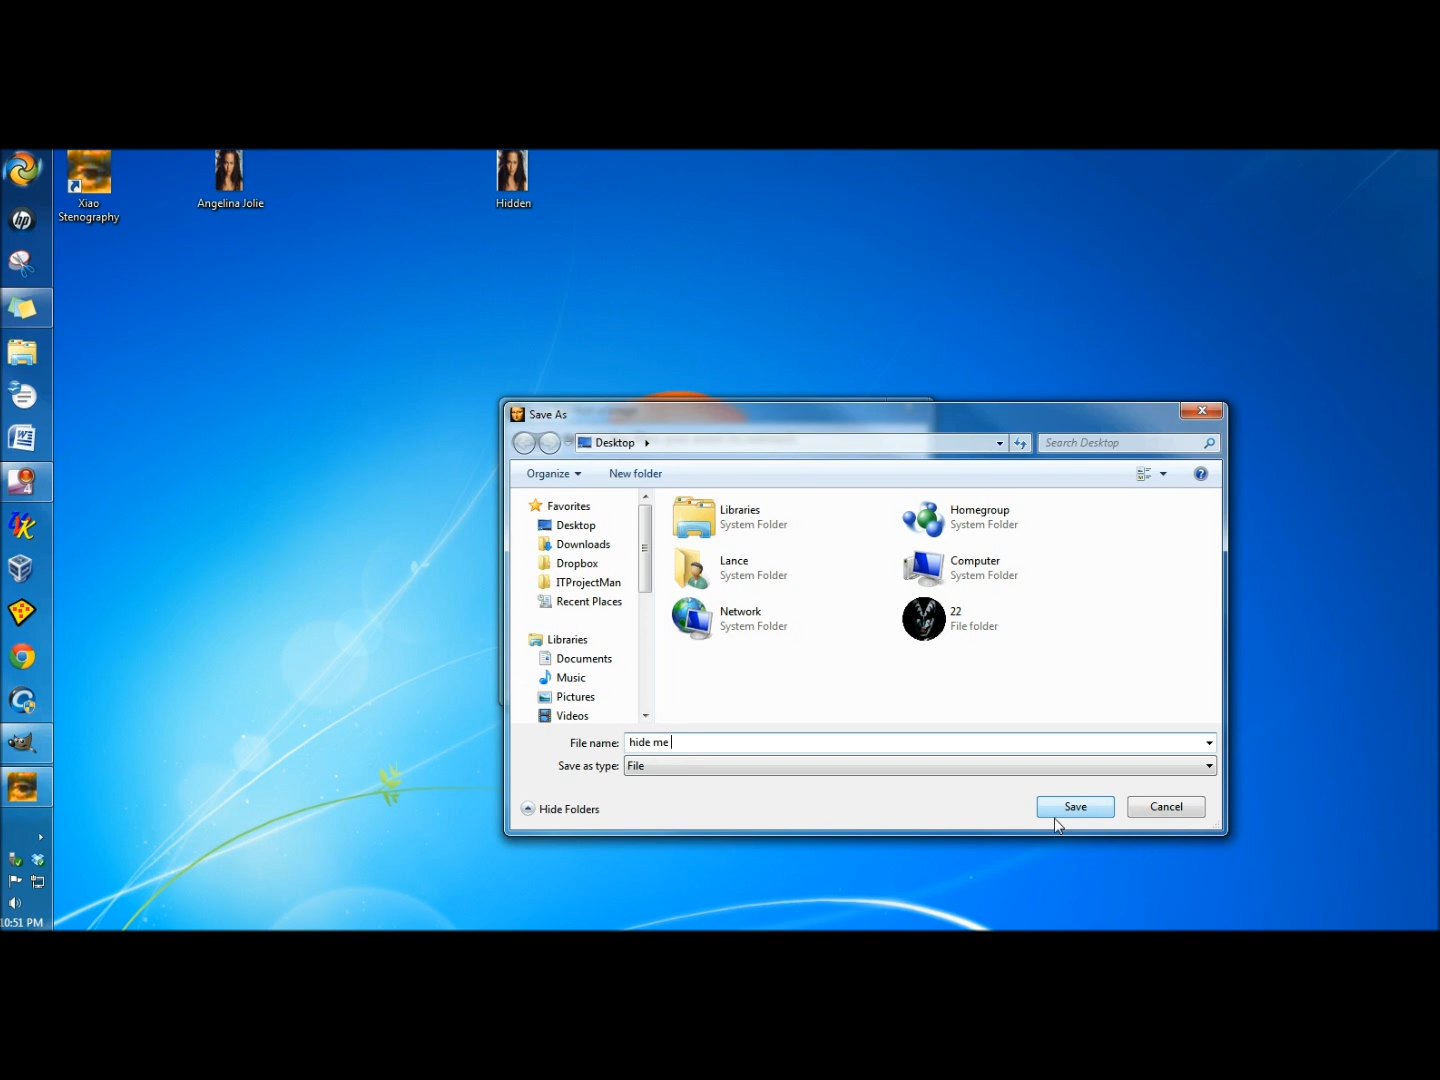 Xiao
Stenography
Angelina Jolie
Hidden
hp
Save As
Desktop
Search Desktop
Organize
New folder
Favorites
Desktop
Downloads
Dropbox
ITProjectMan
Recent Places
Libraries
Documents
Music
Pictures
Videos
Libraries
System Folder
Homegroup
System Folder
Lance
System Folder
Computer
System Folder
Network
System Folder
22
File folder
File name: hide me
Save as type: File
Hide Folders
Save
Cancel
10:51 PM